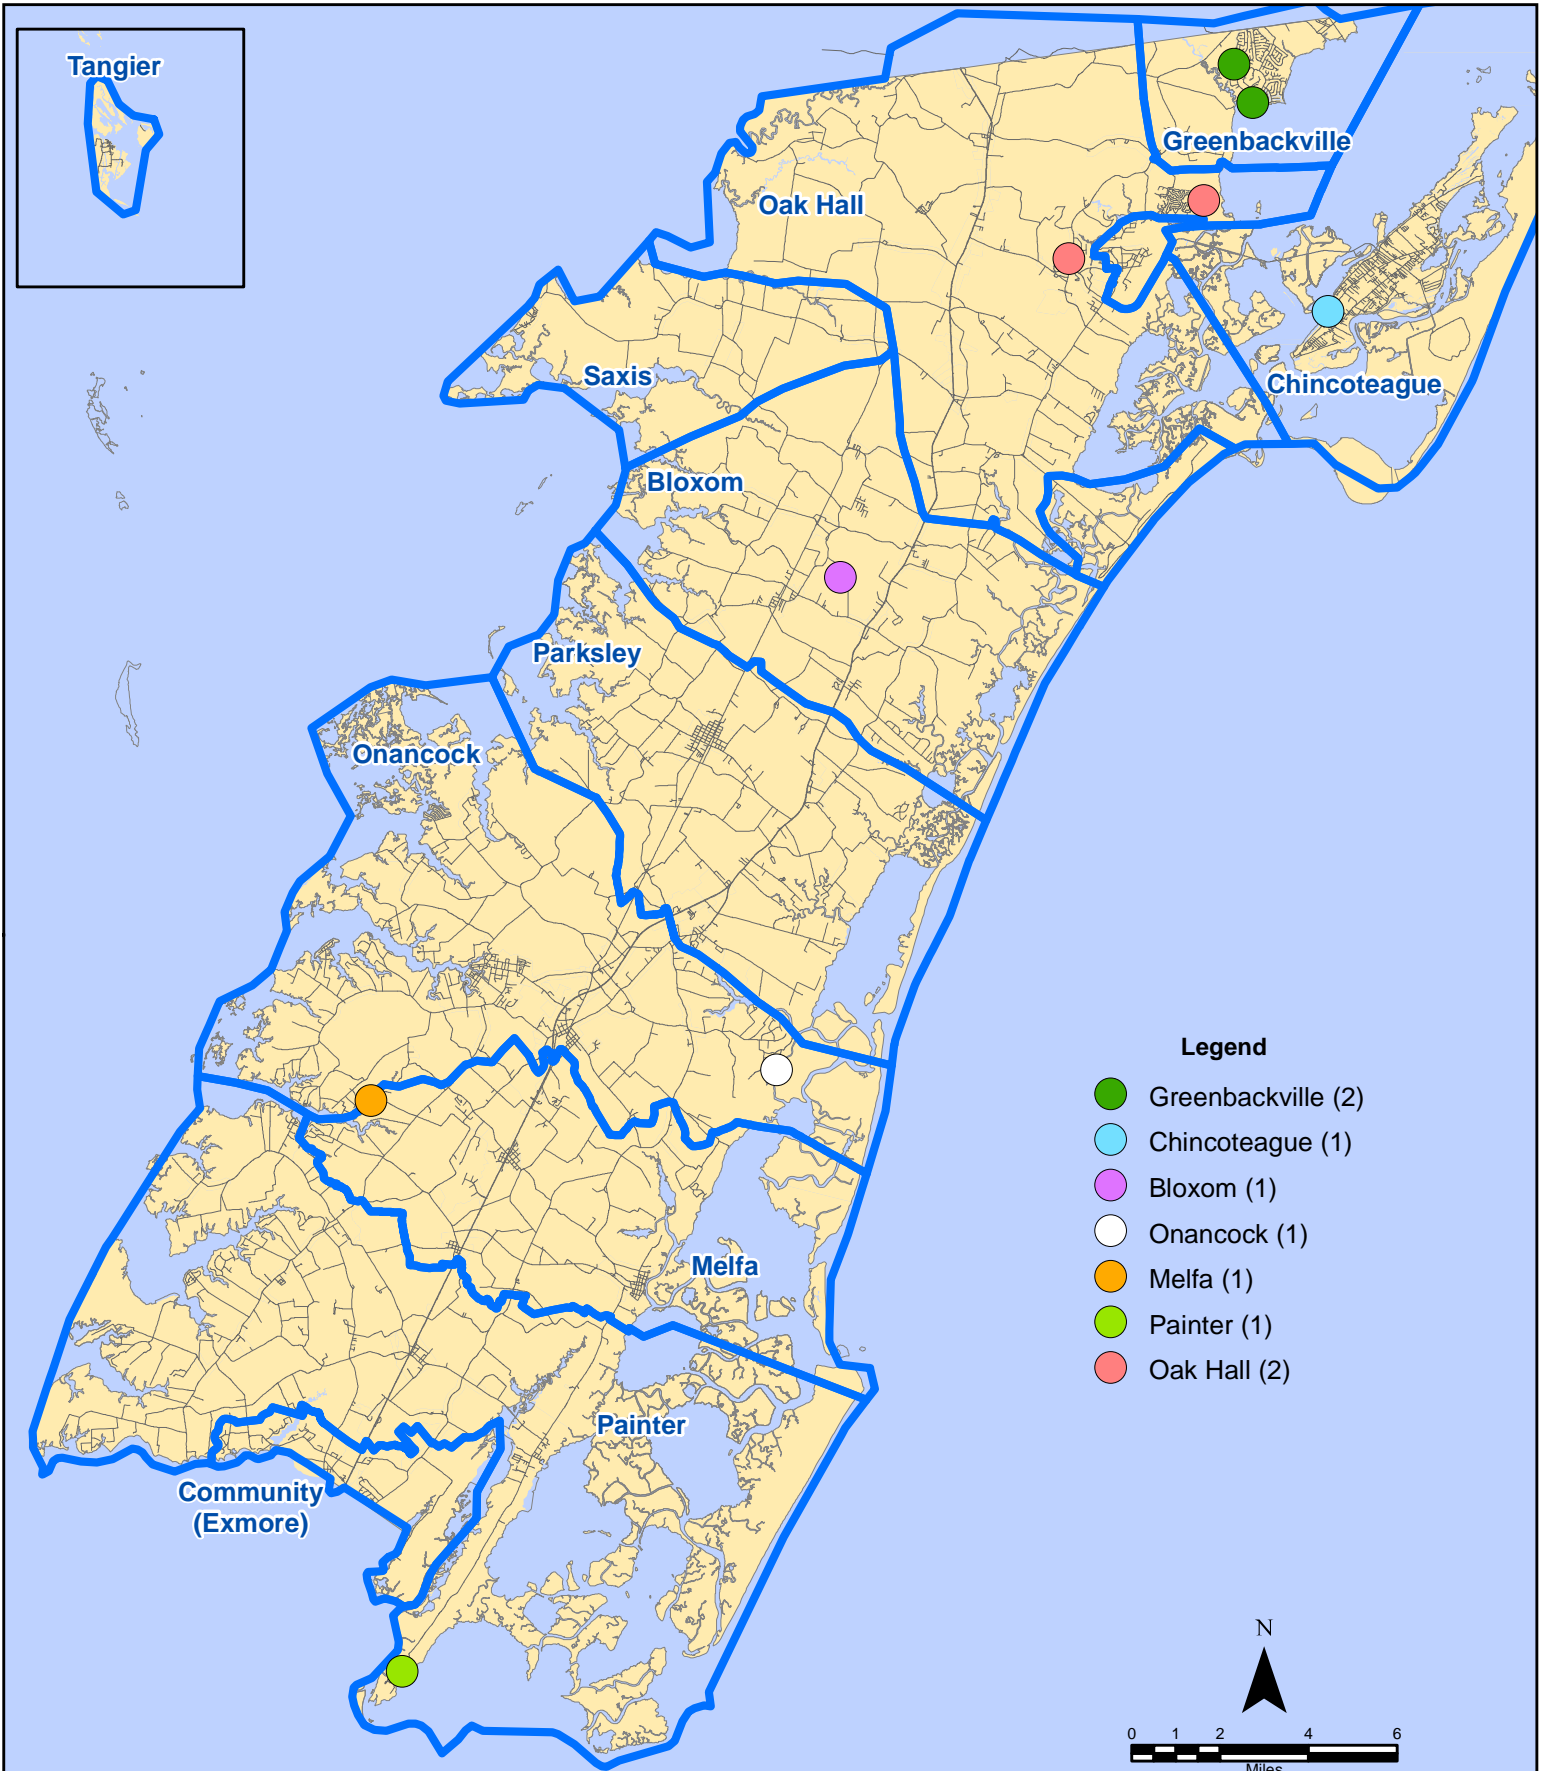 Tangier
Greenbackville
Oak Hall
Chincoteague
Saxis
Bloxom
Parksley
Onancock
Melfa
Painter
Community
(Exmore)
Legend
Greenbackville (2)
Chincoteague (1)
Bloxom (1)
Onancock (1)
Melfa (1)
Painter (1)
Oak Hall (2)
N
0 1 2 4 6
Miles